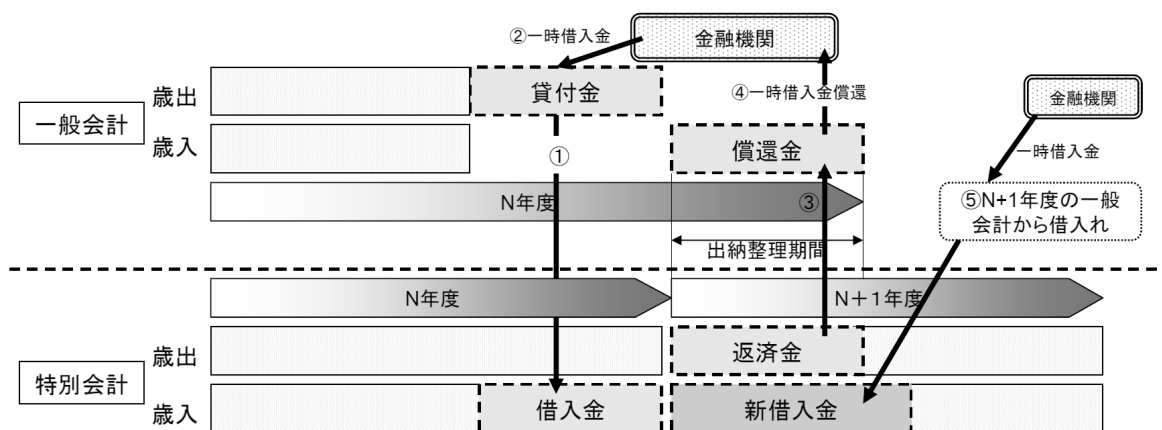 ②一時借入金
金融機関
歳出
貸付金
④一時借入金償還
金融機関
一般会計
歳入
①
償還金
一時借入金
N年度
③
⑤N+1年度の一般
会計から借入れ
出納整理期間
N年度
N＋1年度
歳出
返済金
特別会計
歳入
借入金
新借入金